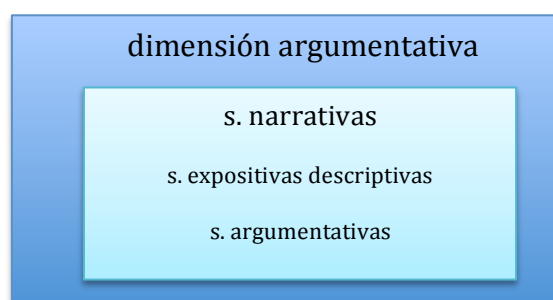 dimensión argumentativa
s. narrativas
s. expositivas descriptivas
s. argumentativas